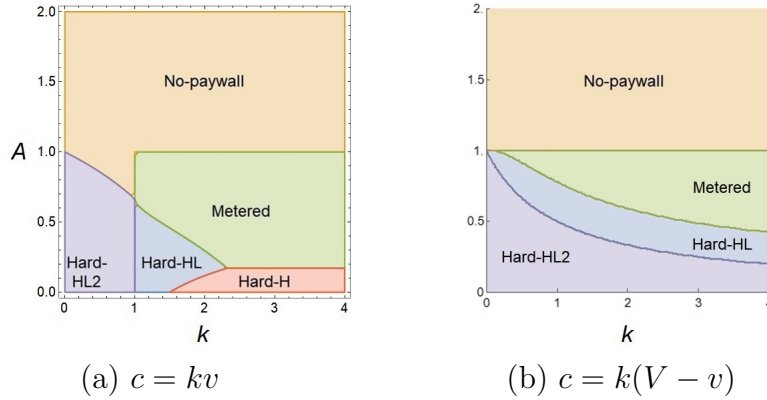 2.0
No-paywall
1.5
A
1.0
Metered
0.5
Hard-
HL2
Hard-HL
Hard-H
0.0
0 1 2 3 4
k
(a) c = kv
2
No-paywall
1.5
1
Metered
0.5
Hard-HL
Hard-HL2
0
0 1 2 3 4
k
(b) c = k(V − v)